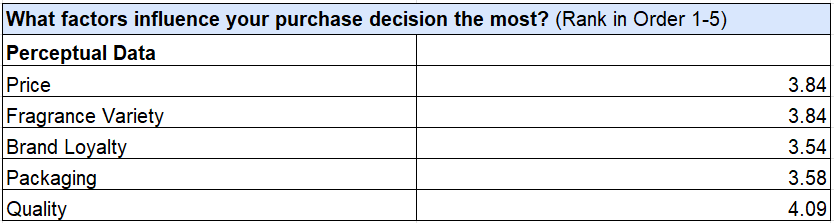 What factors influence your purchase decision the most? (Rank in Order 1-5)
Perceptual Data
Price 3.84
Fragrance Variety 3.84
Brand Loyalty 3.54
Packaging 3.58
Quality 4.09